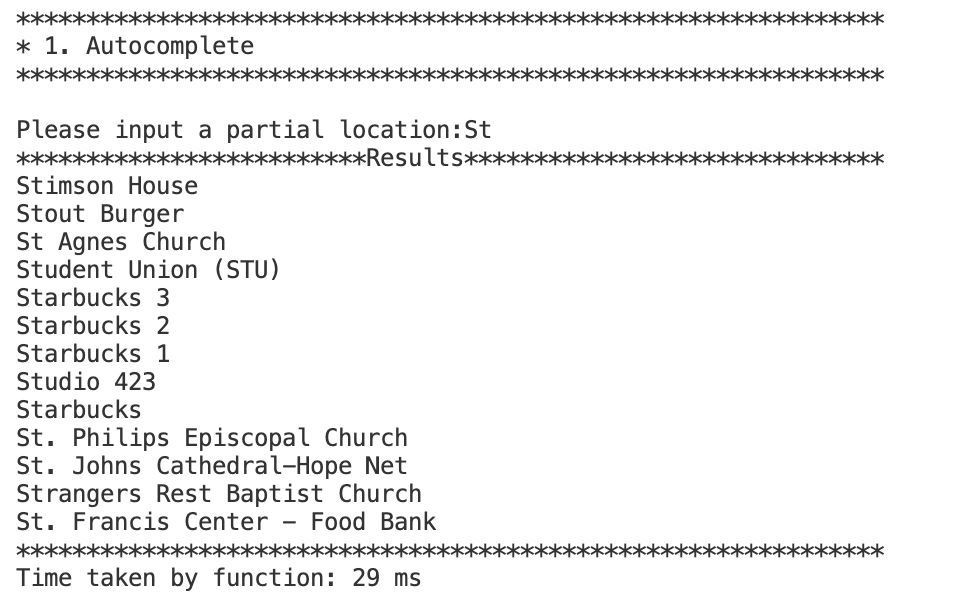 **************************************************************
* 1. Autocomplete
**************************************************************
Please input a partial location:St
*************************Results******************************
Stimson House
Stout Burger
St Agnes Church
Student Union (STU)
Starbucks 3
Starbucks 2
Starbucks 1
Studio 423
Starbucks
St. Philips Episcopal Church
St. Johns Cathedral-Hope Net
Strangers Rest Baptist Church
St. Francis Center - Food Bank
**************************************************************
Time taken by function: 29 ms